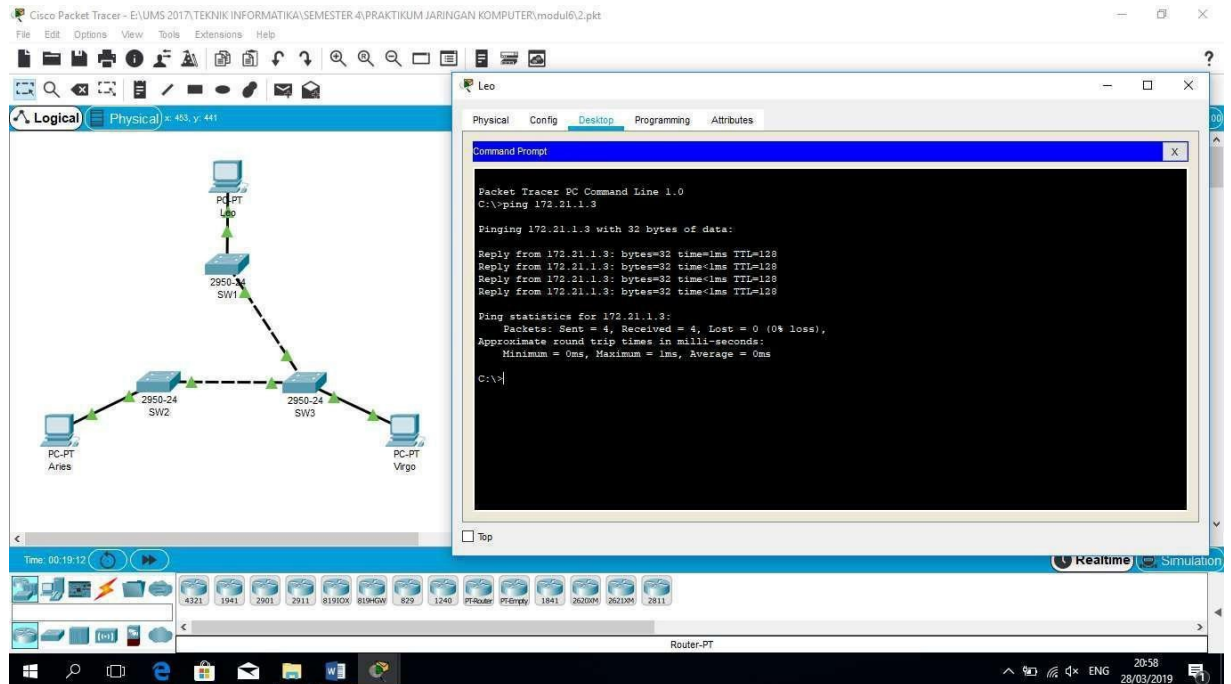 Cisco Packet Tracer - E:\UMS 2017\TEKNIK INFORMATIKA\SEMESTER 4\PRAKTIKUM JARINGAN KOMPUTER\modul6\2.pkt
File Edit Options View Tools Extensions Help
Logical Physical x: 453, y: 441
PC-PT
Leo
2950-24
SW1
2950-24
SW2
2950-24
SW3
PC-PT
Aries
PC-PT
Virgo
Leo
Physical Config Desktop Programming Attributes
Command Prompt X
Packet Tracer PC Command Line 1.0
C:\>ping 172.21.1.3
Pinging 172.21.1.3 with 32 bytes of data:
Reply from 172.21.1.3: bytes=32 time=1ms TTL=128
Reply from 172.21.1.3: bytes=32 time<1ms TTL=128
Reply from 172.21.1.3: bytes=32 time<1ms TTL=128
Reply from 172.21.1.3: bytes=32 time<1ms TTL=128
Ping statistics for 172.21.1.3:
Packets: Sent = 4, Received = 4, Lost = 0 (0% loss),
Approximate round trip times in milli-seconds:
Minimum = 0ms, Maximum = 1ms, Average = 0ms
C:\>
Top
Time: 00:19:12
Realtime Simulation
4321 1941 2901 2911 819IOX 819HGW 829 1240 PT-Router PT-Empty 1841 2620XM 2621XM 2811
Router-PT
ENG
20:58
28/03/2019